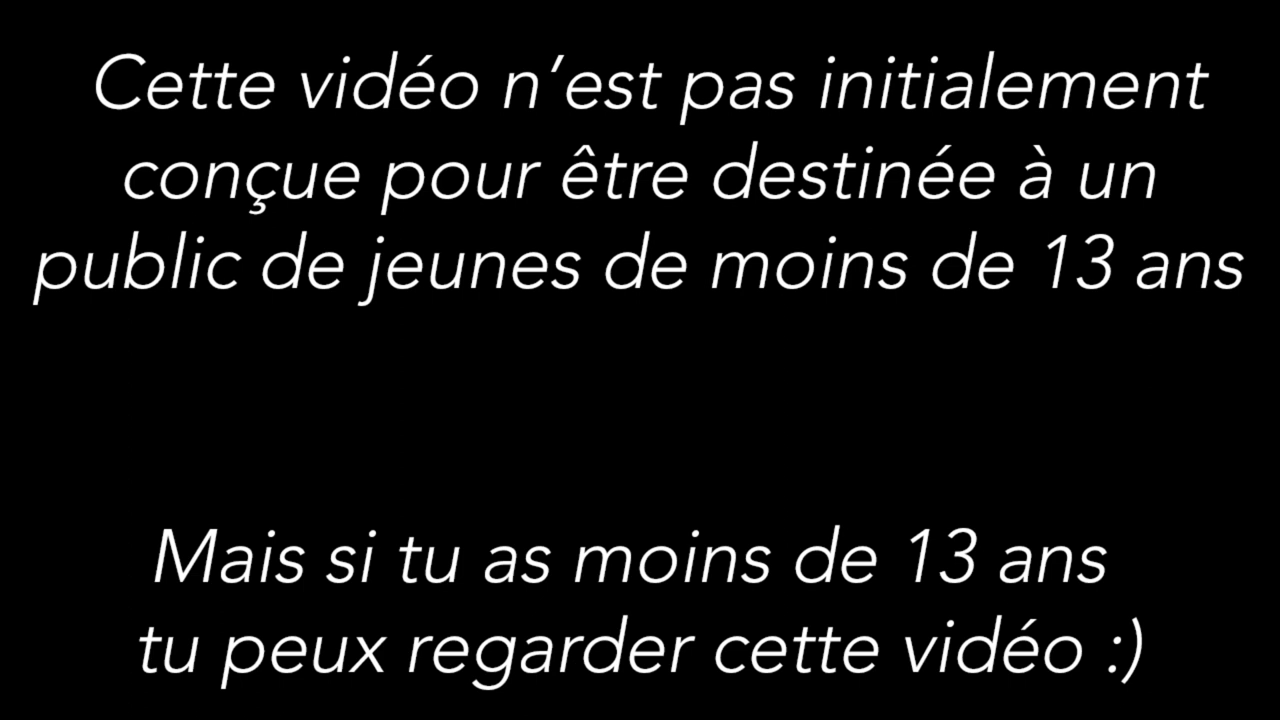 Cette vidéo n’est pas initialement
conçue pour être destinée à un
public de jeunes de moins de 13 ans
Mais si tu as moins de 13 ans
tu peux regarder cette vidéo :)